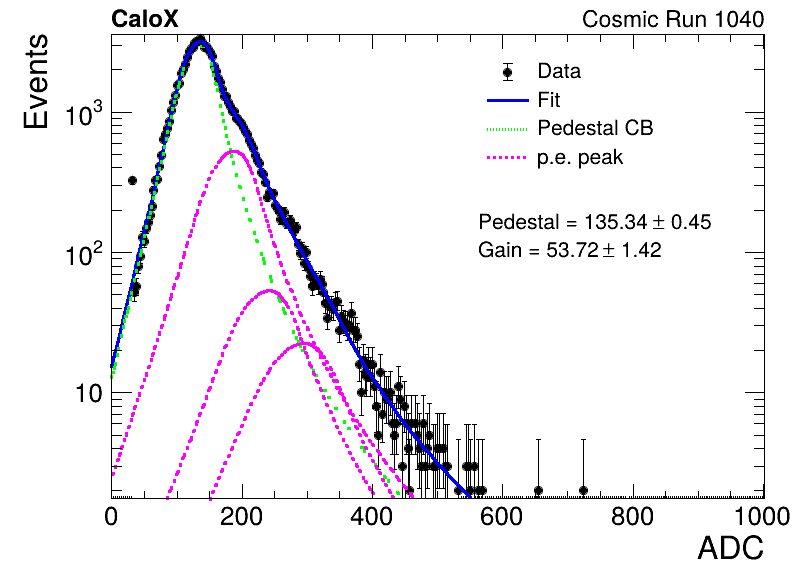 CaloX Cosmic Run 1040
Events
Data
Fit
Pedestal CB
p.e. peak
Pedestal = 135.34 ± 0.45
Gain = 53.72 ± 1.42
10³
10²
10
0 200 400 600 800 1000
ADC